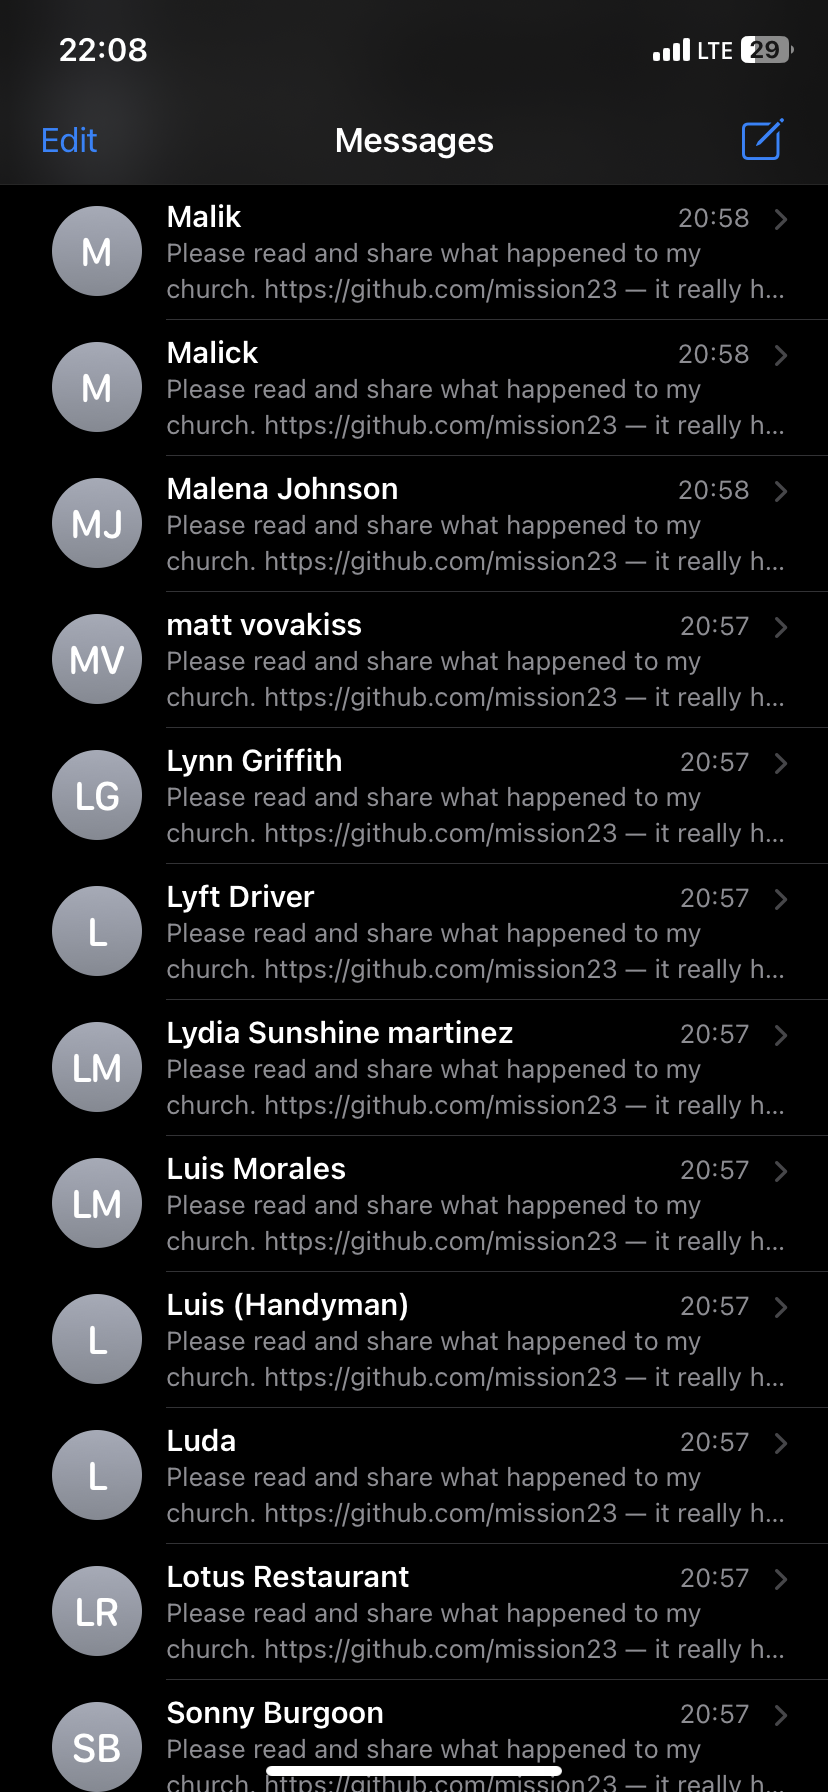 22:08
LTE 29
Edit
Messages
M
Malik
20:58
Please read and share what happened to my
church. https://github.com/mission23 — it really h...
M
Malick
20:58
Please read and share what happened to my
church. https://github.com/mission23 — it really h...
MJ
Malena Johnson
20:58
Please read and share what happened to my
church. https://github.com/mission23 — it really h...
MV
matt vovakiss
20:57
Please read and share what happened to my
church. https://github.com/mission23 — it really h...
LG
Lynn Griffith
20:57
Please read and share what happened to my
church. https://github.com/mission23 — it really h...
L
Lyft Driver
20:57
Please read and share what happened to my
church. https://github.com/mission23 — it really h...
LM
Lydia Sunshine martinez
20:57
Please read and share what happened to my
church. https://github.com/mission23 — it really h...
LM
Luis Morales
20:57
Please read and share what happened to my
church. https://github.com/mission23 — it really h...
L
Luis (Handyman)
20:57
Please read and share what happened to my
church. https://github.com/mission23 — it really h...
L
Luda
20:57
Please read and share what happened to my
church. https://github.com/mission23 — it really h...
LR
Lotus Restaurant
20:57
Please read and share what happened to my
church. https://github.com/mission23 — it really h...
SB
Sonny Burgoon
20:57
Please read and share what happened to my
church. https://github.com/mission23 — it really h...